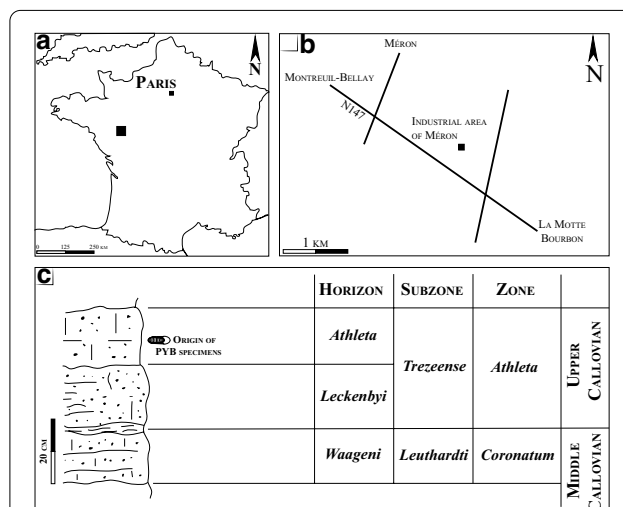 a
PARIS
N
0 125 250 KM
b
MÉRON
MONTREUIL-BELLAY
N147
INDUSTRIAL AREA
OF MÉRON
N
LA MOTTE
BOURBON
1 KM
c
HORIZON SUBZONE ZONE
ORIGIN OF
PYB SPECIMENS
Athleta
Leckenbyi
Trezeense
Athleta
UPPER
CALLOVIAN
Waageni
Leuthardti
Coronatum
MIDDLE
CALLOVIAN
20 CM